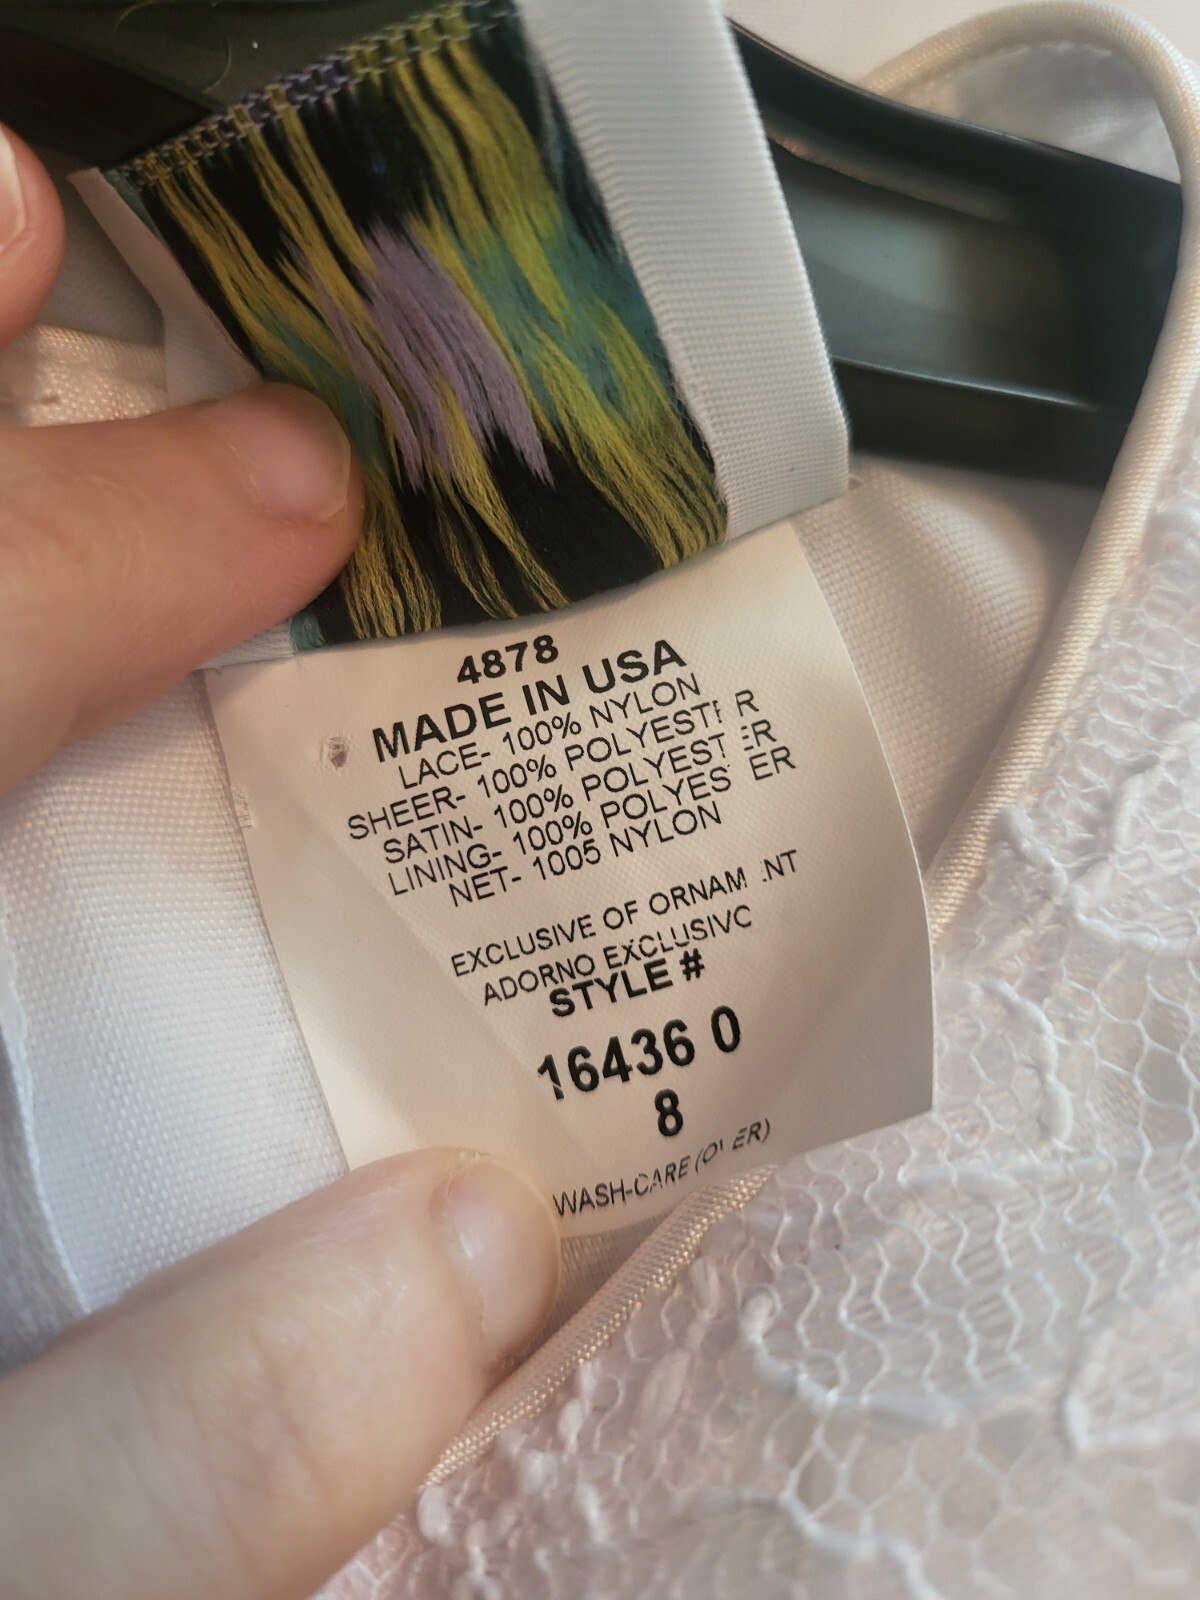 4878
MADE IN USA
LACE- 100% NYLON
SHEER- 100% POLYESTER
SATIN- 100% POLYESTER
LINING- 100% POLYESTER
NET- 1005 NYLON
EXCLUSIVE OF ORNAMENT
ADORNO EXCLUSIVO
STYLE #
16436 0
8
WASH-CARE (OVER)